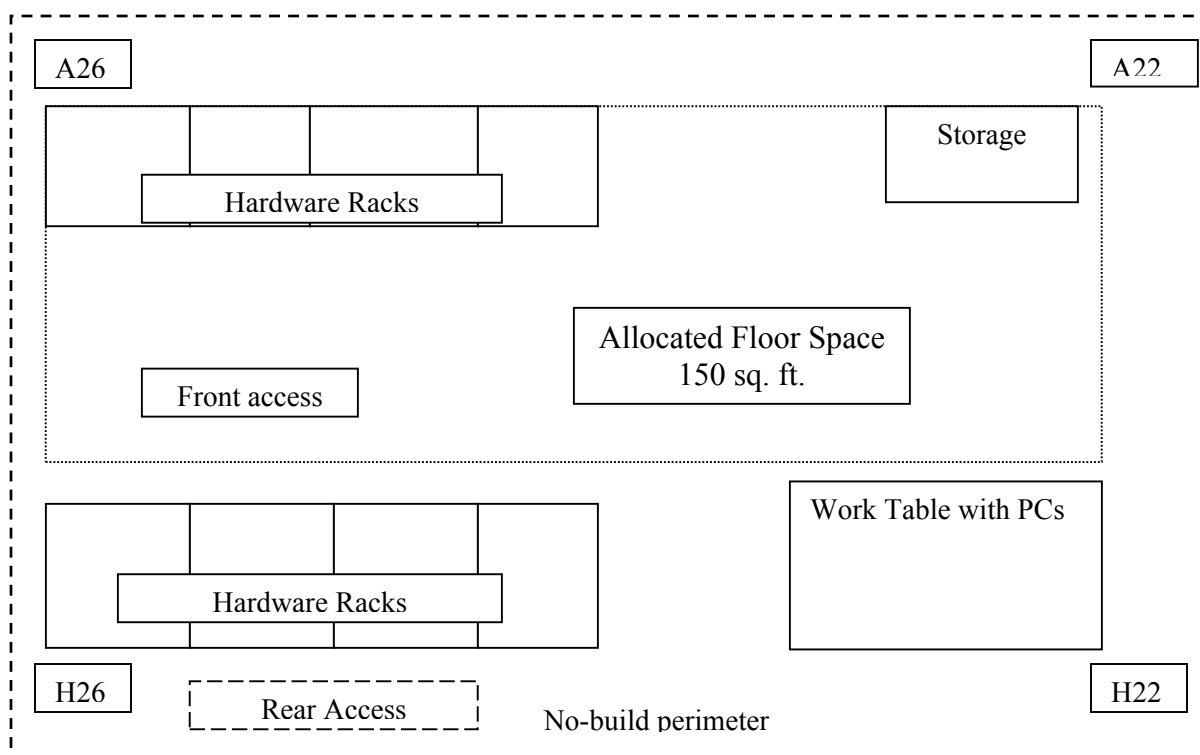 A26
A22
Storage
Hardware Racks
Allocated Floor Space
150 sq. ft.
Front access
Work Table with PCs
Hardware Racks
H26
H22
Rear Access
No-build perimeter